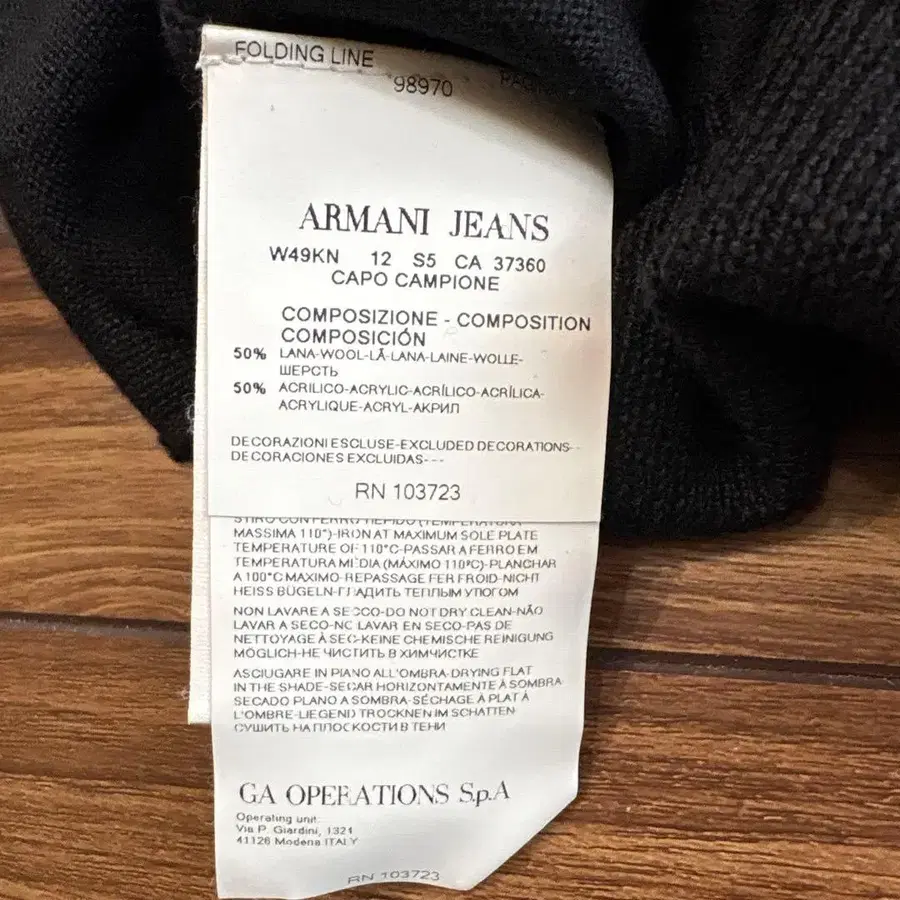 FOLDING LINE
98970
ARMANI JEANS
W49KN 12 S5 CA 37360
CAPO CAMPIONE
COMPOSIZIONE - COMPOSITION
COMPOSICIÓN
50% LANA-WOOL-LÃ-LANA-LAINE-WOLLE-
ШЕРСТЬ
50% ACRILICO-ACRYLIC-ACRÍLICO-ACRÍLICA-
ACRYLIQUE-ACRYL-АКРИЛ
DECORAZIONI ESCLUSE-EXCLUDED DECORATIONS--
DECORACIONES EXCLUIDAS---
RN 103723
STIRO CON FERRO TIEPIDO (TEMPERATURA
MASSIMA 110°)-IRON AT MAXIMUM SOLE PLATE
TEMPERATURE OF 110°C-PASSAR A FERRO EM
TEMPERATURA MÉDIA (MÁXIMO 110ºC)-PLANCHAR
A 100°C MAXIMO-REPASSAGE FER FROID-NICHT
HEISS BÜGELN-ГЛАДИТЬ ТЕПЛЫМ УТЮГОМ
NON LAVARE A SECCO-DO NOT DRY CLEAN-NÃO
LAVAR A SECO-NO LAVAR EN SECO-PAS DE
NETTOYAGE À SEC-KEINE CHEMISCHE REINIGUNG
MÖGLICH-НЕ ЧИСТИТЬ В ХИМЧИСТКЕ
ASCIUGARE IN PIANO ALL'OMBRA-DRYING FLAT
IN THE SHADE-SECAR HORIZONTAMENTE À SOMBRA-
SECADO PLANO A SOMBRA-SÉCHAGE À PLAT À
L'OMBRE-LIEGEND TROCKNEN IM SCHATTEN-
СУШИТЬ НА ПЛОСКОСТИ В ТЕНИ
GA OPERATIONS S.p.A
Operating unit:
Via P. Giardini, 1321
41126 Modena ITALY
RN 103723